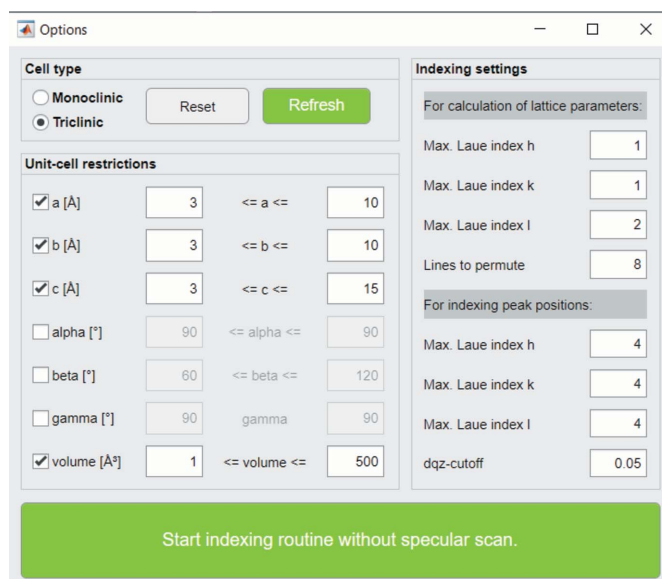 Options
Cell type
Monoclinic
Triclinic
Reset
Refresh
Unit-cell restrictions
a [Å] 3 <= a <= 10
b [Å] 3 <= b <= 10
c [Å] 3 <= c <= 15
alpha [°] 90 <= alpha <= 90
beta [°] 60 <= beta <= 120
gamma [°] 90 gamma 90
volume [Å³] 1 <= volume <= 500
Indexing settings
For calculation of lattice parameters:
Max. Laue index h 1
Max. Laue index k 1
Max. Laue index l 2
Lines to permute 8
For indexing peak positions:
Max. Laue index h 4
Max. Laue index k 4
Max. Laue index l 4
dqz-cutoff 0.05
Start indexing routine without specular scan.